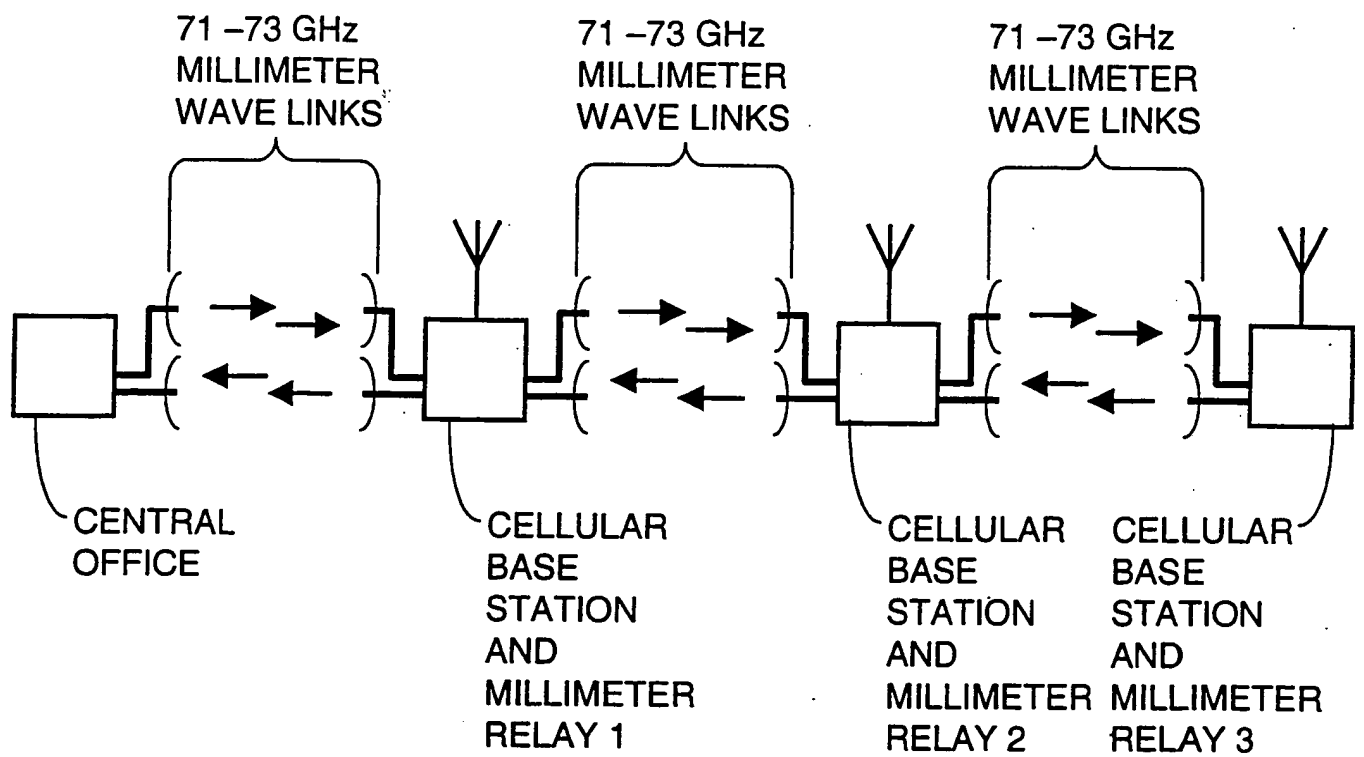 71 –73 GHz
MILLIMETER
WAVE LINKS
71 –73 GHz
MILLIMETER
WAVE LINKS
71 –73 GHz
MILLIMETER
WAVE LINKS
CENTRAL
OFFICE
CELLULAR
BASE
STATION
AND
MILLIMETER
RELAY 1
CELLULAR
BASE
STATION
AND
MILLIMETER
RELAY 2
CELLULAR
BASE
STATION
AND
MILLIMETER
RELAY 3